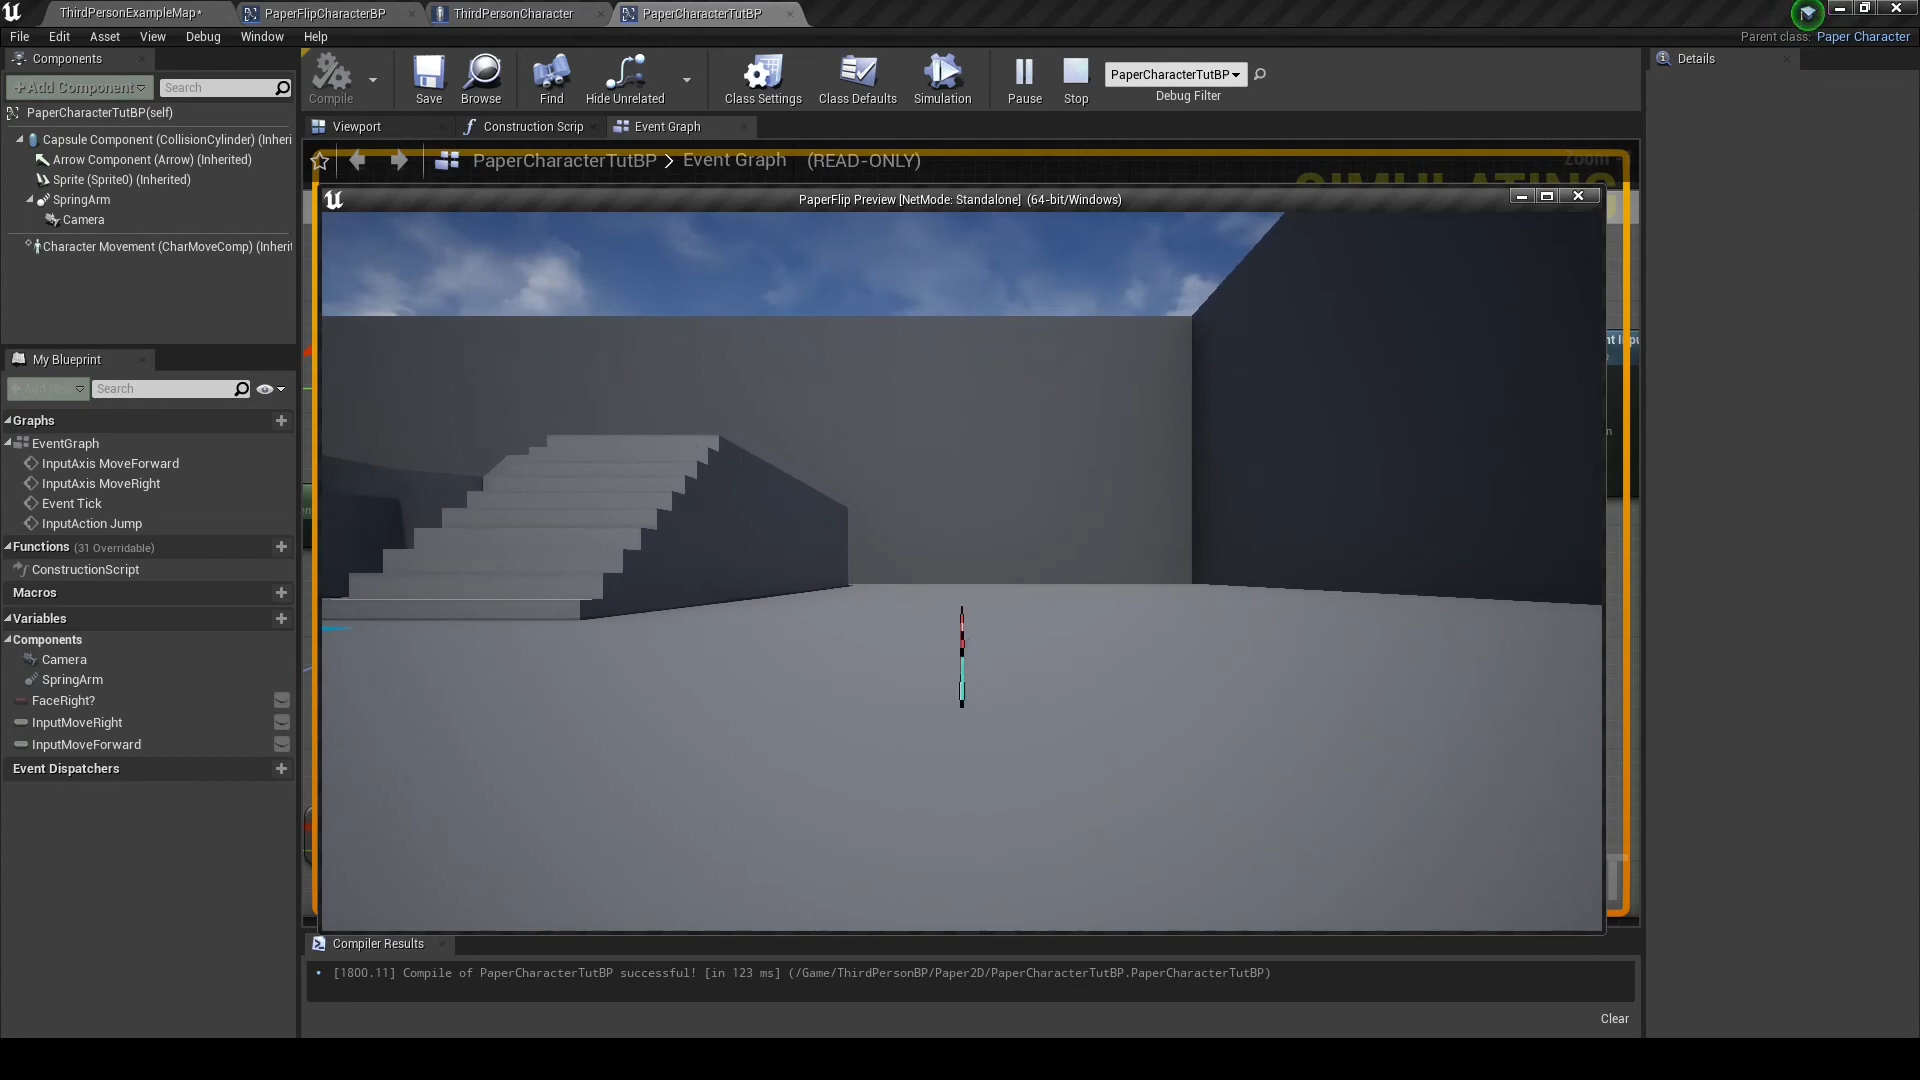 ThirdPersonExampleMap*
PaperFlipCharacterBP
ThirdPersonCharacter
PaperCharacterTutBP
File Edit Asset View Debug Window Help
Parent class: Paper Character
Components
+Add Component
Search
PaperCharacterTutBP(self)
Capsule Component (CollisionCylinder) (Inheri
Arrow Component (Arrow) (Inherited)
Sprite (Sprite0) (Inherited)
SpringArm
Camera
Character Movement (CharMoveComp) (Inherit
My Blueprint
Search
Graphs
EventGraph
InputAxis MoveForward
InputAxis MoveRight
Event Tick
InputAction Jump
Functions (31 Overridable)
ConstructionScript
Macros
Variables
Components
Camera
SpringArm
FaceRight?
InputMoveRight
InputMoveForward
Event Dispatchers
Compile
Save
Browse
Find
Hide Unrelated
Class Settings
Class Defaults
Simulation
Pause
Stop
PaperCharacterTutBP
Debug Filter
Viewport
Construction Scrip
Event Graph
PaperCharacterTutBP > Event Graph (READ-ONLY)
PaperFlip Preview [NetMode: Standalone] (64-bit/Windows)
Compiler Results
[1800.11] Compile of PaperCharacterTutBP successful! [in 123 ms] (/Game/ThirdPersonBP/Paper2D/PaperCharacterTutBP.PaperCharacterTutBP)
Clear
Details